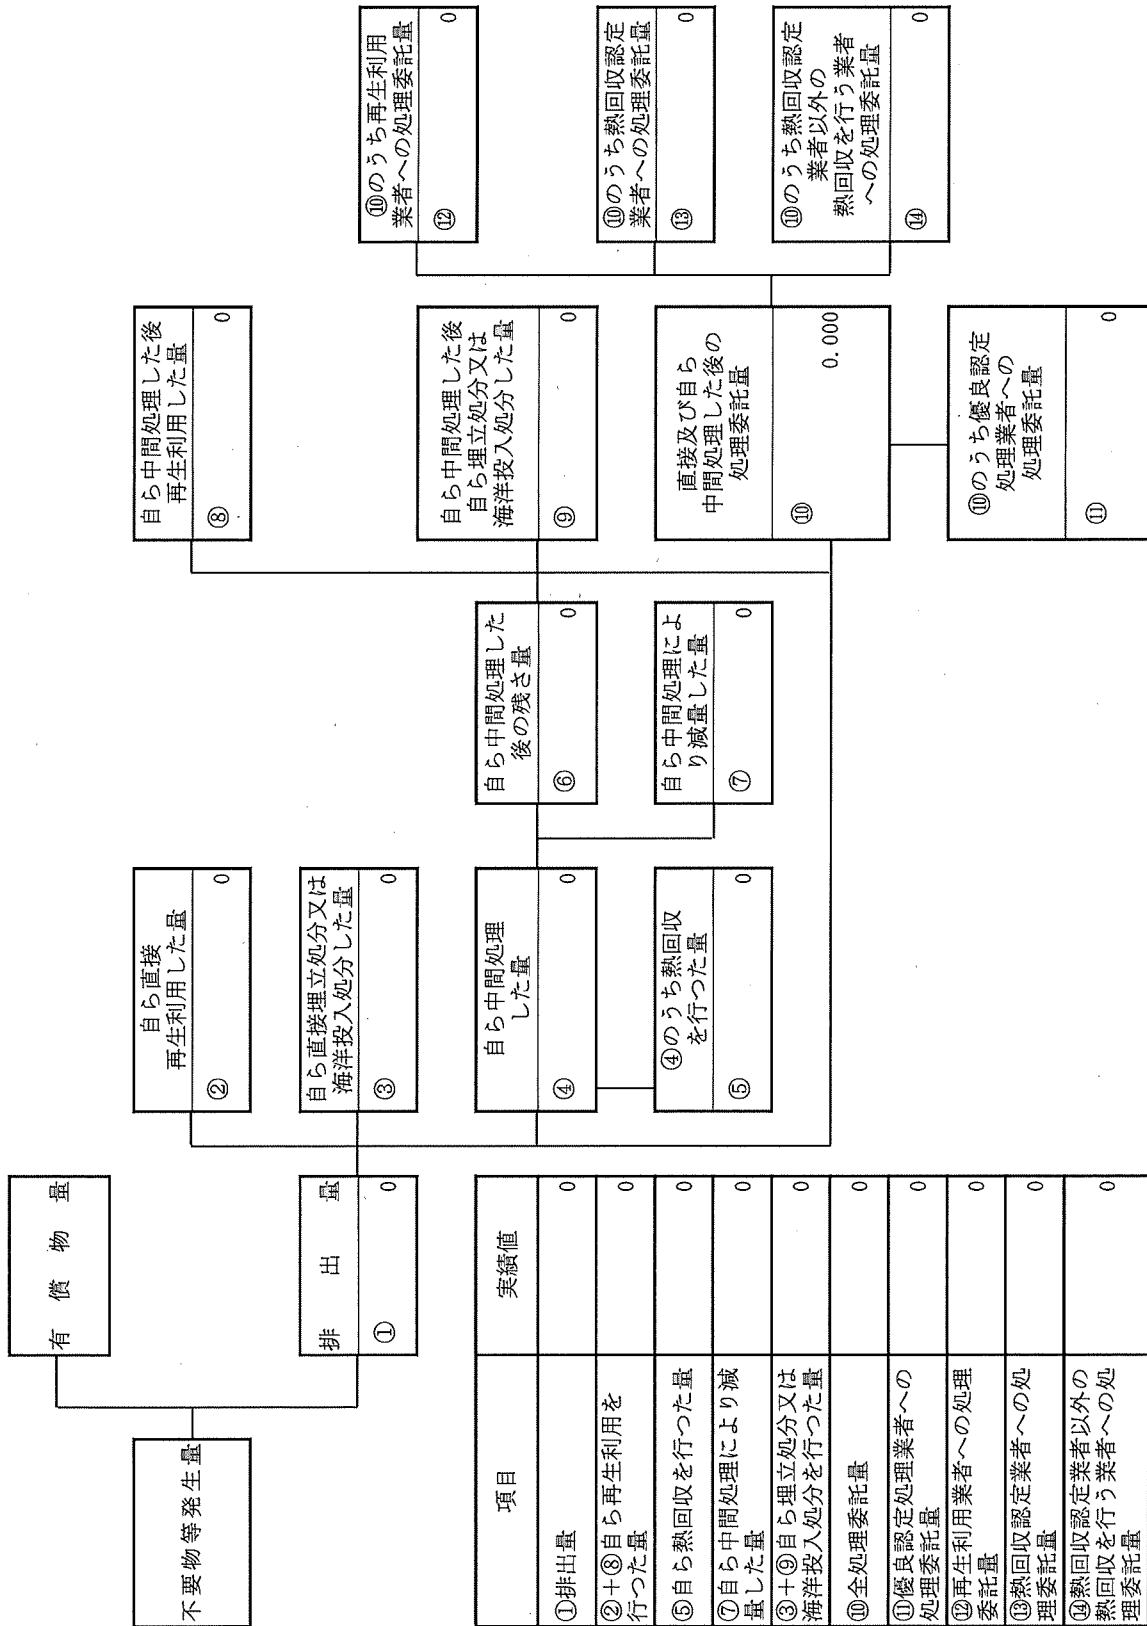 不要物等発生量
有償物量
排出量
① 0
自ら直接
再生利用した量
② 0
自ら直接埋立処分又は
海洋投入処分した量
③ 0
自ら中間処理
した量
④ 0
④のうち熱回収
を行つた量
⑤ 0
自ら中間処理した
後の残さ量
⑥ 0
自ら中間処理によ
り減量した量
⑦ 0
自ら中間処理した後
再生利用した量
⑧ 0
自ら中間処理した後
自ら埋立処分又は
海洋投入処分した量
⑨ 0
直接及び自ら
中間処理した後の
処理委託量
⑩ 0.000
⑩のうち優良認定
処理業者への
処理委託量
⑪ 0
⑩のうち再生利用
業者への処理委託量
⑫ 0
⑩のうち熱回収認定
業者への処理委託量
⑬ 0
⑩のうち熱回収認定
業者以外の
熱回収を行う業者
への処理委託量
⑭ 0
項目 実績値
①排出量 0
②+⑧自ら再生利用を
行つた量 0
⑤自ら熱回収を行つた量 0
⑦自ら中間処理により減
量した量 0
③+⑨自ら埋立処分又は
海洋投入処分を行つた量 0
⑩全処理委託量 0
⑪優良認定処理業者への
処理委託量 0
⑫再生利用業者への処理
委託量 0
⑬熱回収認定業者への処
理委託量 0
⑭熱回収認定業者以外の
熱回収を行う業者への処
理委託量 0